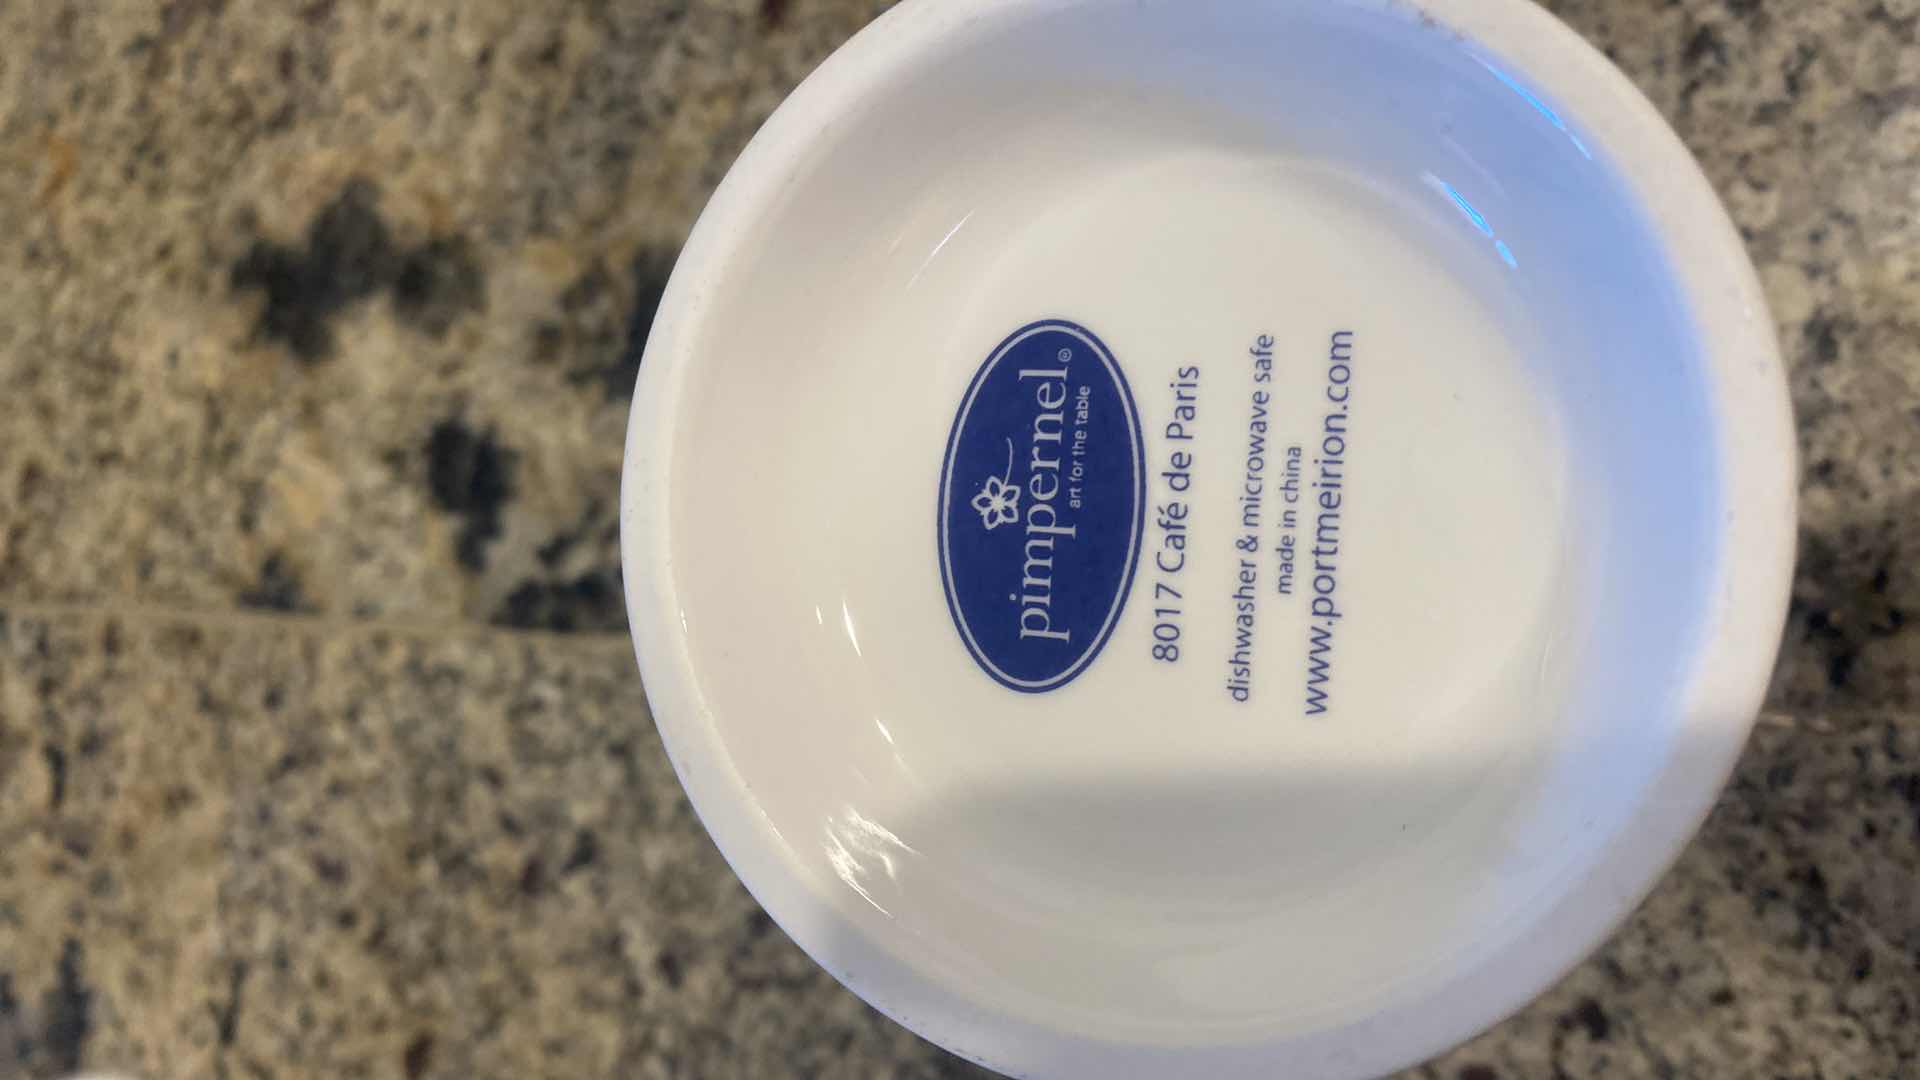 pimpernel®
art for the table
8017 Café de Paris
dishwasher & microwave safe
made in china
www.portmeirion.com